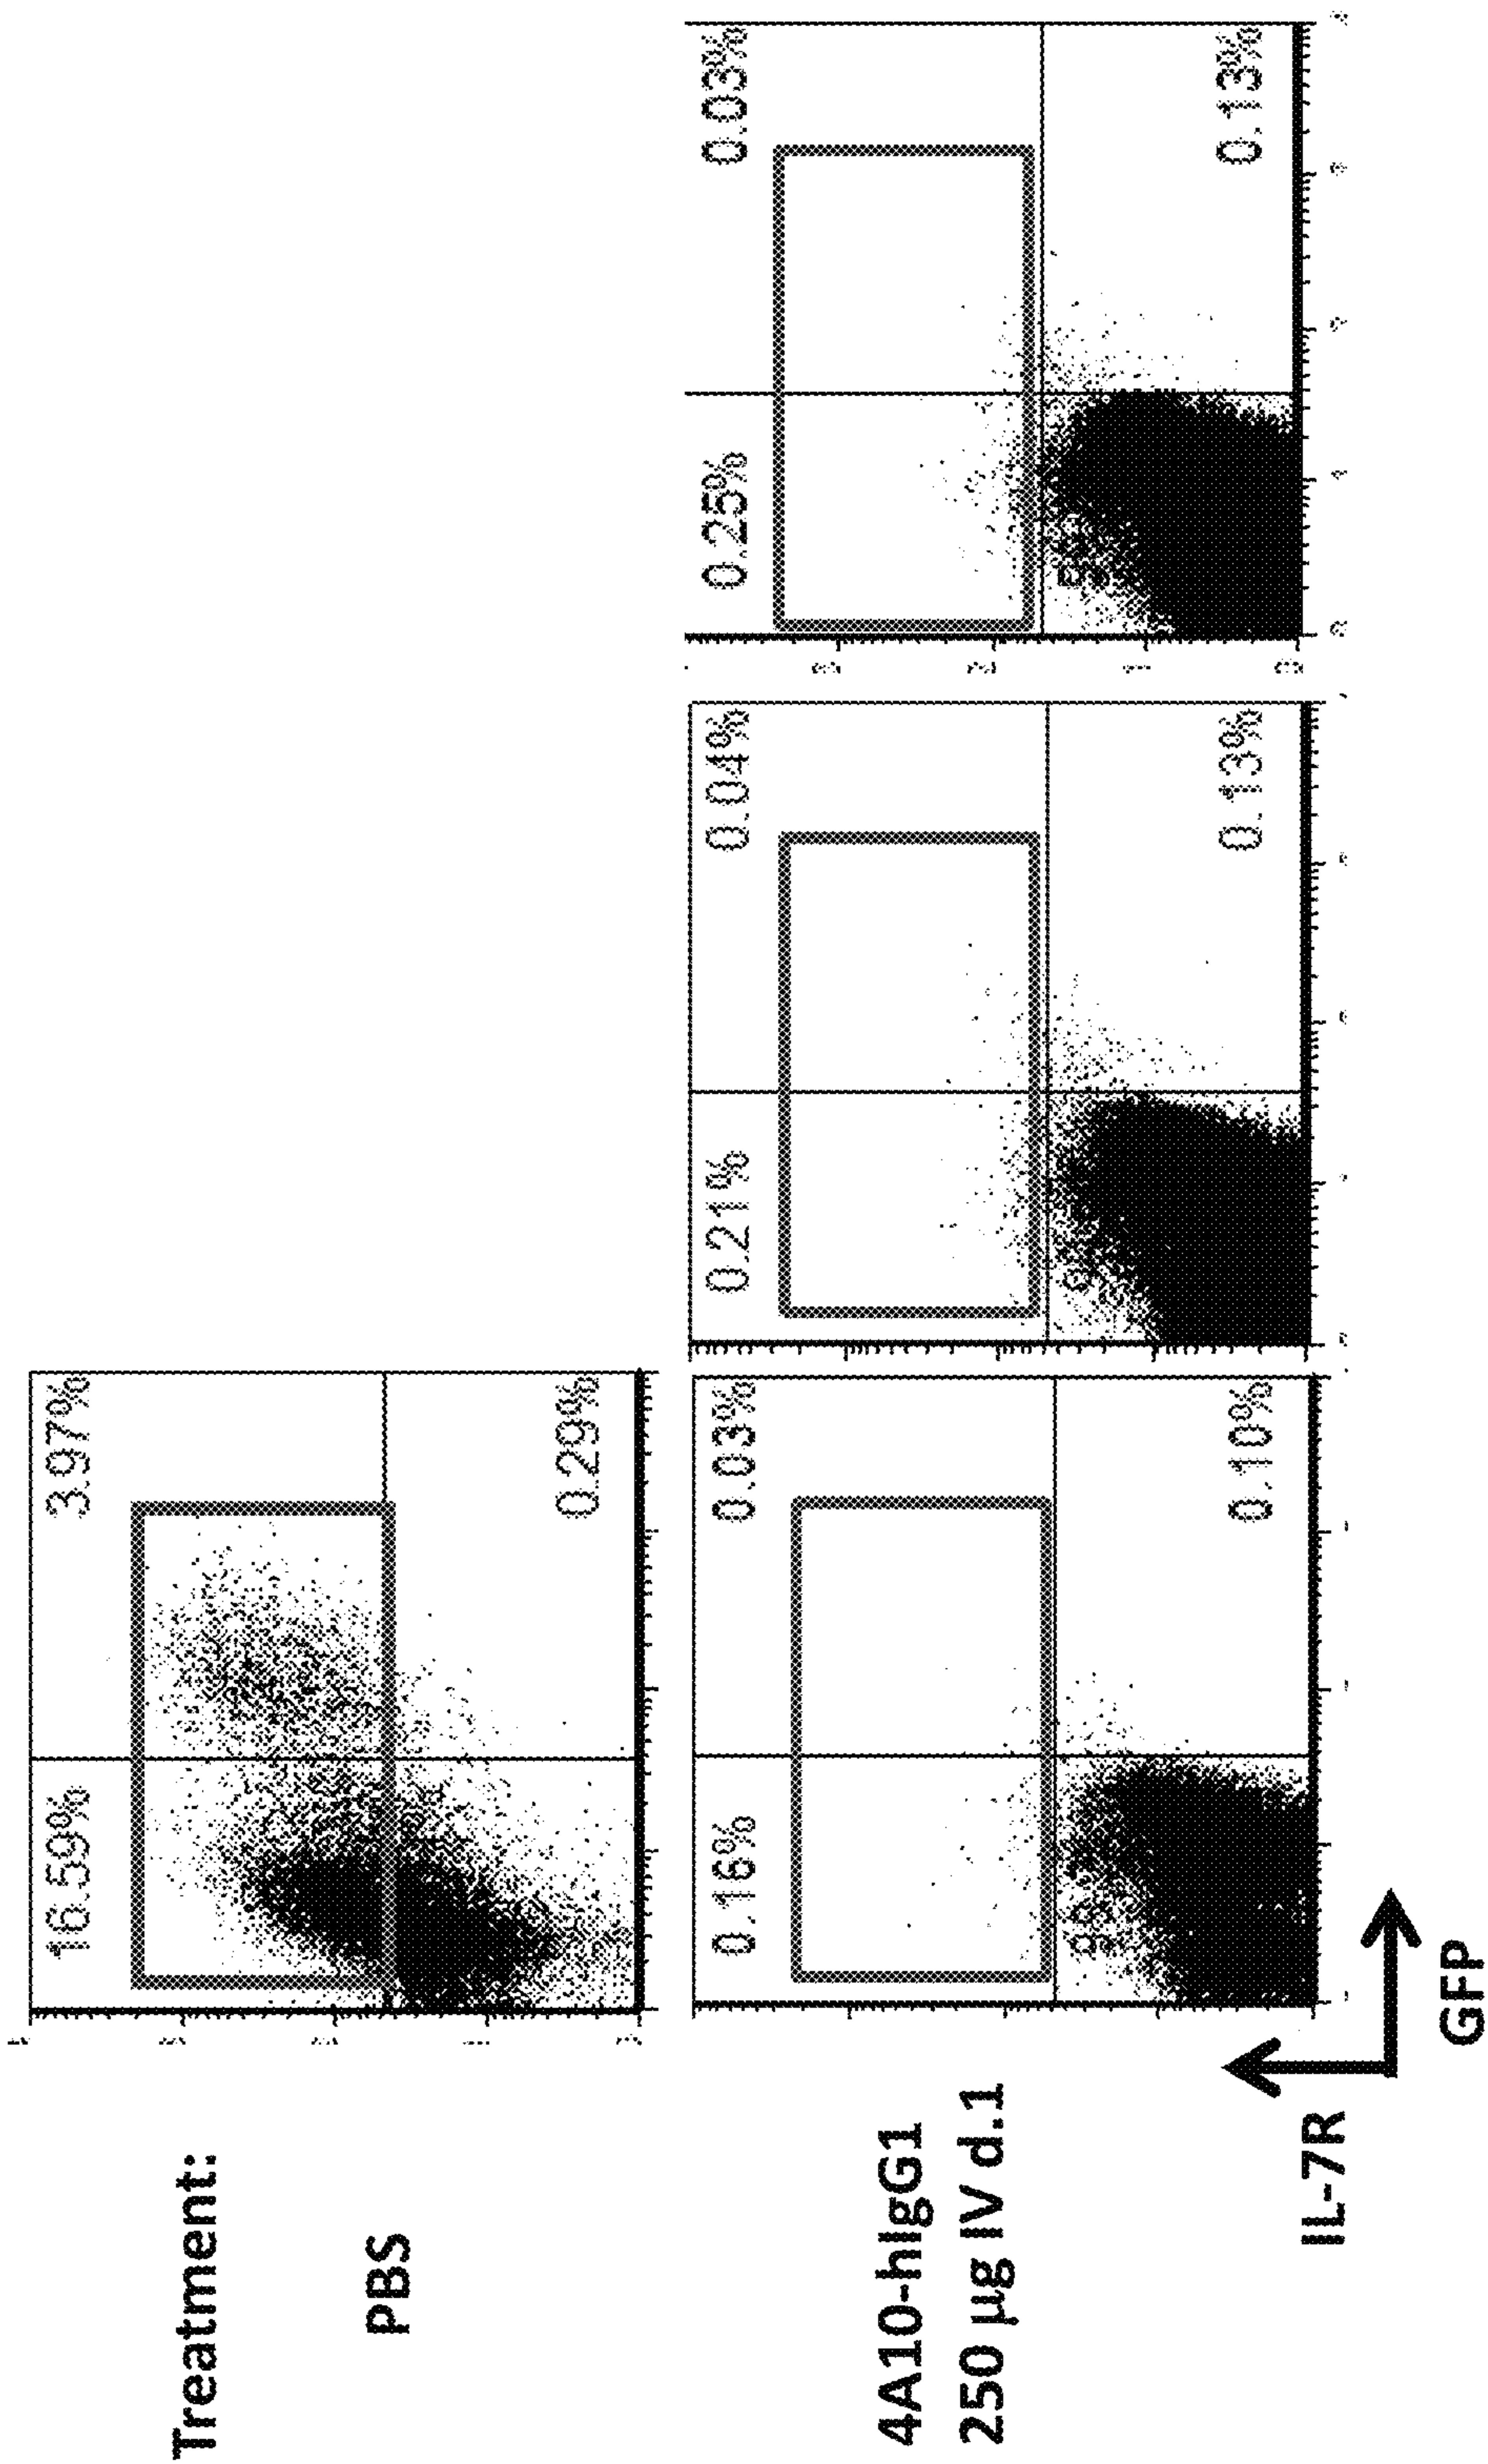 Treatment:
PBS
16.59%
3.97%
0.29%
4A10-hIgG1
250 µg IV d.1
0.16%
0.03%
0.10%
0.21%
0.04%
0.13%
0.25%
0.03%
0.13%
IL-7R
GFP